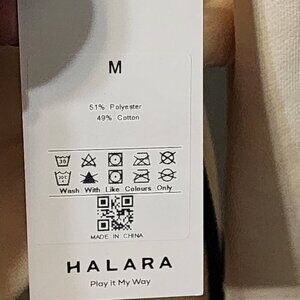 M
51% Polyester
49% Cotton
30
Wash With Like Colours Only
MADE IN CHINA
HALARA
Play it My Way